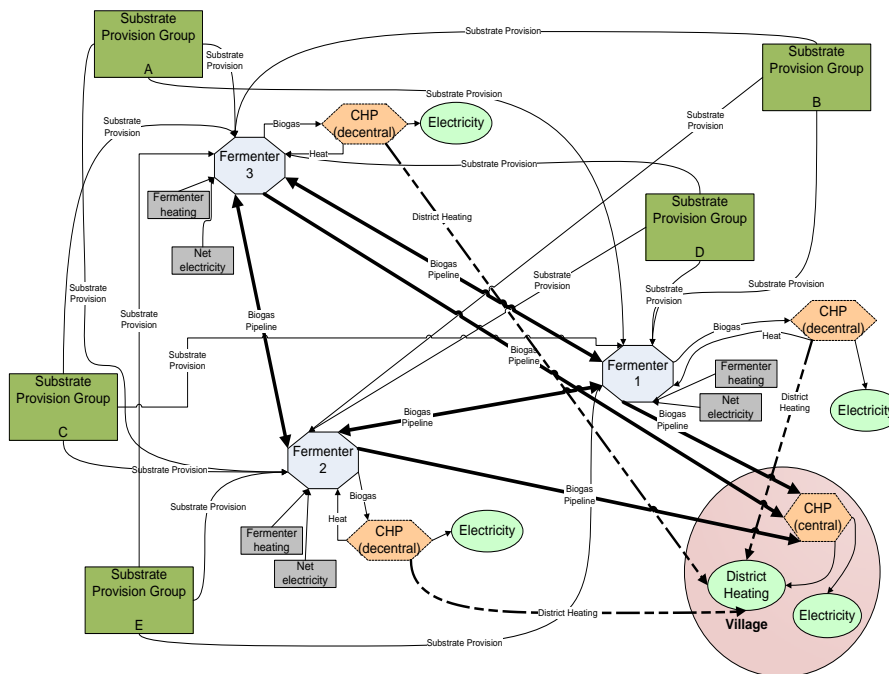 Substrate
Provision Group
A
Substrate
Provision
Substrate Provision
Substrate
Provision Group
B
Substrate Provision
Substrate
Provision
Substrate
Provision
Biogas
CHP
(decentral)
Electricity
Heat
Fermenter
3
Fermenter
heating
Net
electricity
Substrate Provision
District Heating
Substrate
Provision Group
D
Biogas
Pipeline
Substrate
Provision
Substrate
Provision
Biogas
Pipeline
Substrate
Provision
Biogas
Pipeline
Substrate
Provision
Biogas
Heat
CHP
(decentral)
Fermenter
1
Fermenter
heating
Net
electricity
District
Heating
Electricity
Substrate
Provision Group
C
Biogas
Pipeline
Biogas
Pipeline
Substrate Provision
Fermenter
2
Biogas
Biogas
Pipeline
Substrate Provision
Heat
Fermenter
heating
Net
electricity
CHP
(decentral)
Electricity
CHP
(central)
Substrate
Provision Group
E
District
Heating
District Heating
Electricity
Village
Substrate Provision